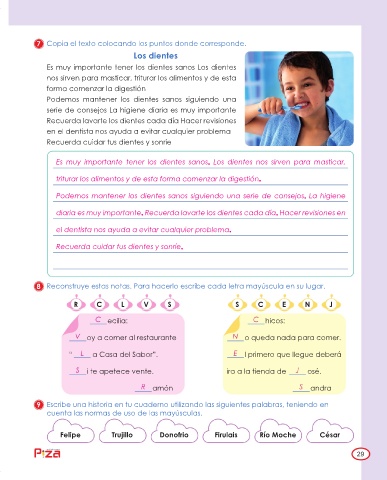 7 Copia el texto colocando los puntos donde corresponde.
Los dientes
Es muy importante tener los dientes sanos Los dientes
nos sirven para masticar, triturar los alimentos y de esta
forma comenzar la digestión
Podemos mantener los dientes sanos siguiendo una
serie de consejos La higiene diaria es muy importante
Recuerda lavarte los dientes cada día Hacer revisiones
en el dentista nos ayuda a evitar cualquier problema
Recuerda cuidar tus dientes y sonríe
Es muy importante tener los dientes sanos. Los dientes nos sirven para masticar,
triturar los alimentos y de esta forma comenzar la digestión.
Podemos mantener los dientes sanos siguiendo una serie de consejos. La higiene
diaria es muy importante. Recuerda lavarte los dientes cada día. Hacer revisiones en
el dentista nos ayuda a evitar cualquier problema.
Recuerda cuidar tus dientes y sonríe.
8 Reconstruye estas notas. Para hacerlo escribe cada letra mayúscula en su lugar.
R C L V S S C E N J
C ecilia: C hicos:
V oy a comer al restaurante N o queda nada para comer.
" L a Casa del Sabor". E l primero que llegue deberá
S i te apetece vente. iro a la tienda de J osé.
R amón S andra
9 Escribe una historia en tu cuaderno utilizando las siguientes palabras, teniendo en
cuenta las normas de uso de las mayúsculas.
Felipe Trujillo Donofrio Firulais Río Moche César
P:zá 29